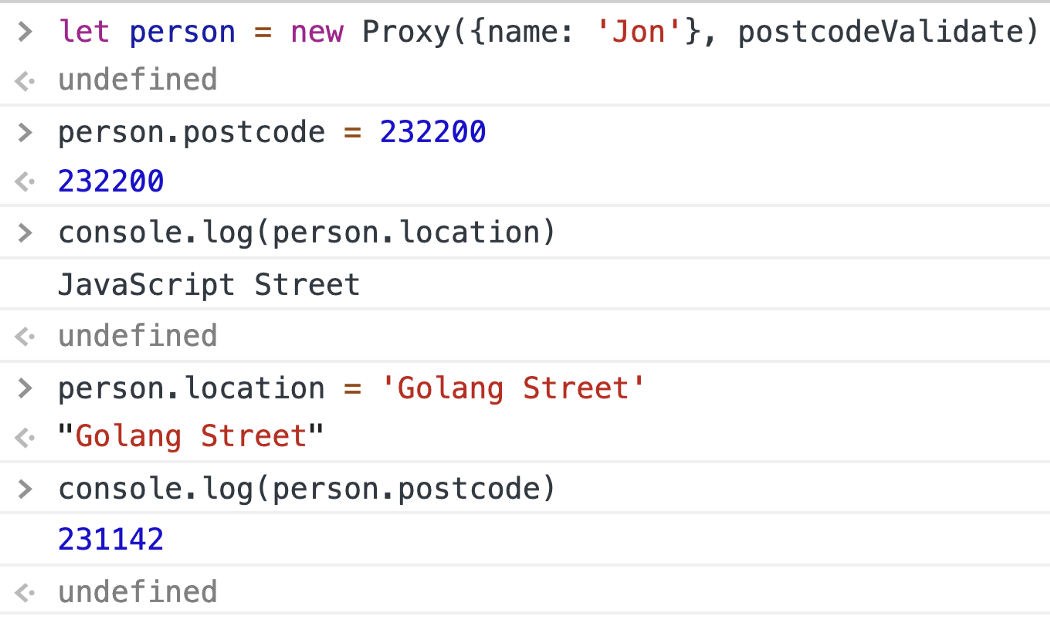 > let person = new Proxy({name: 'Jon'}, postcodeValidate)
undefined
> person.postcode = 232200
232200
> console.log(person.location)
JavaScript Street
undefined
> person.location = 'Golang Street'
"Golang Street"
> console.log(person.postcode)
231142
undefined